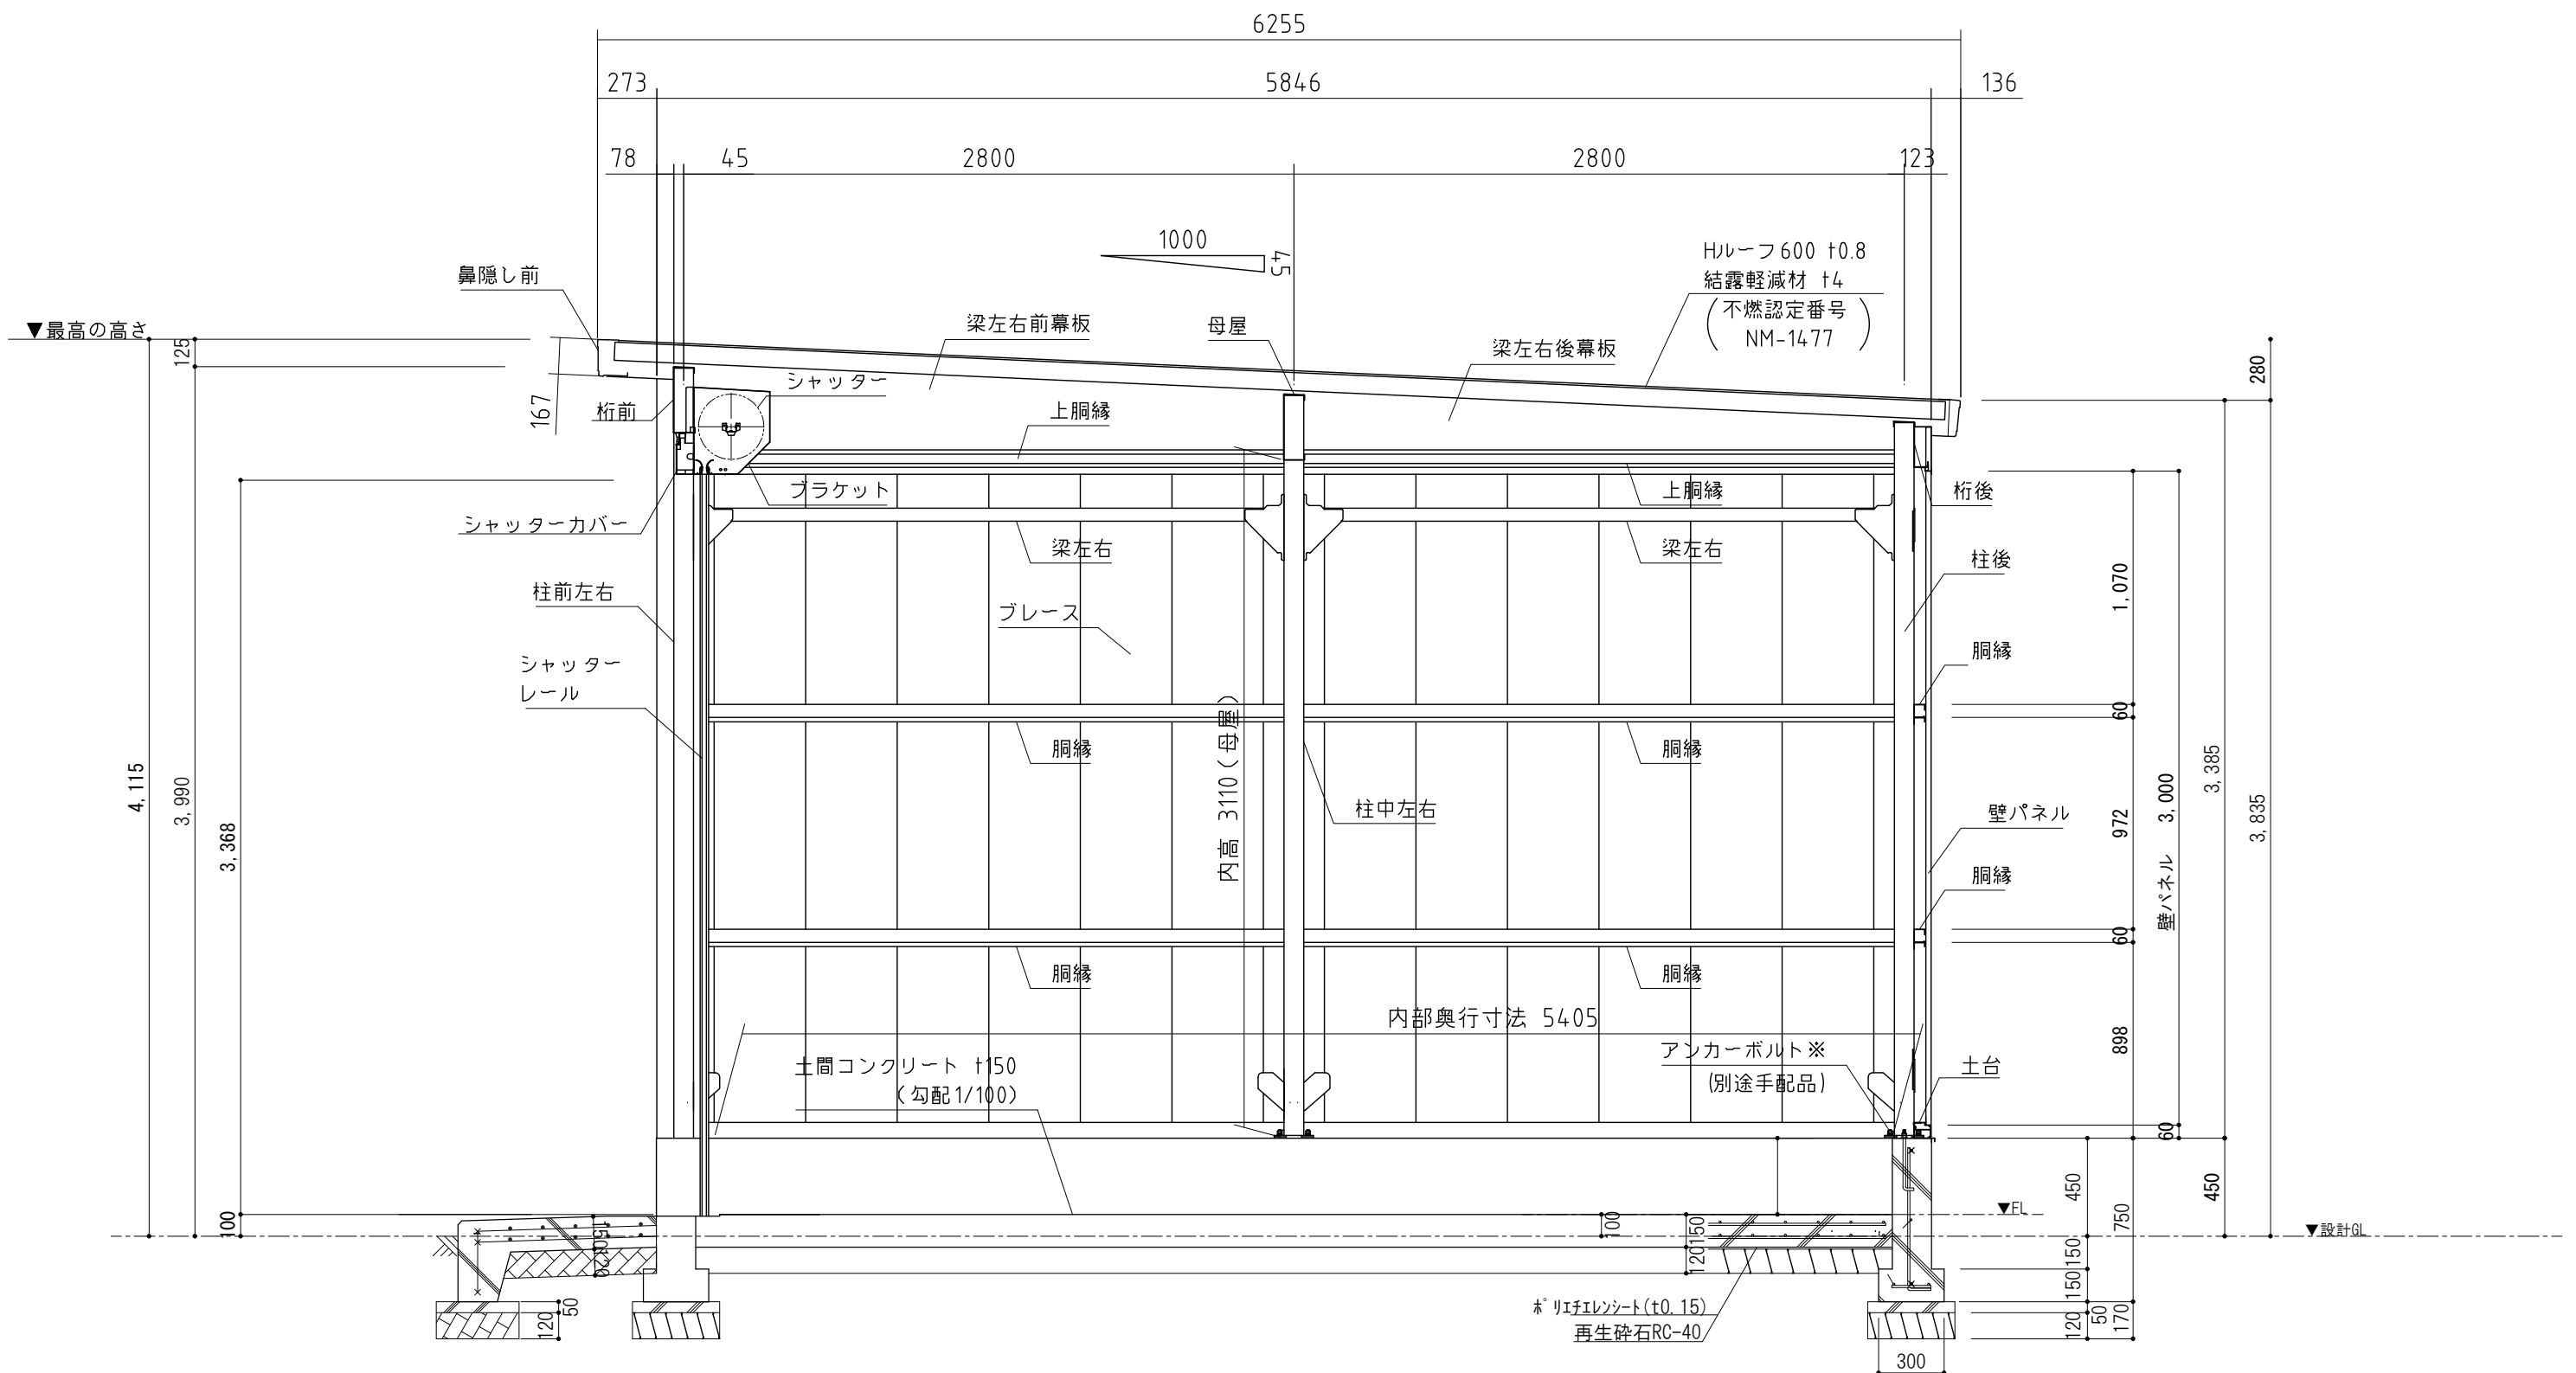 6255
273
5846
136
78
45
2800
2800
123
1000
45
Hルーフ600 t0.8
結露軽減材 t4
(不燃認定番号
NM-1477)
鼻隠し前
▼最高の高さ
梁左右前幕板
母屋
梁左右後幕板
125
280
167
桁前
シャッター
上胴縁
ブラケット
上胴縁
桁後
シャッターカバー
梁左右
梁左右
柱後
柱前左右
ブレース
1,070
シャッター
レール
胴縁
60
胴縁
胴縁
内高 3110(母屋)
4,115
3,990
3,368
柱中左右
壁パネル
972
壁パネル 3,000
3,385
3,835
胴縁
60
胴縁
胴縁
内部奥行寸法 5405
898
土間コンクリート t150
(勾配1/100)
アンカーボルト※
(別途手配品)
土台
60
450
450
750
▼FL
▼設計GL
100
150
120
100
150
120
150
150
50
120
170
50
120
ポリエチレンシート(t0.15)
再生砕石RC-40
300